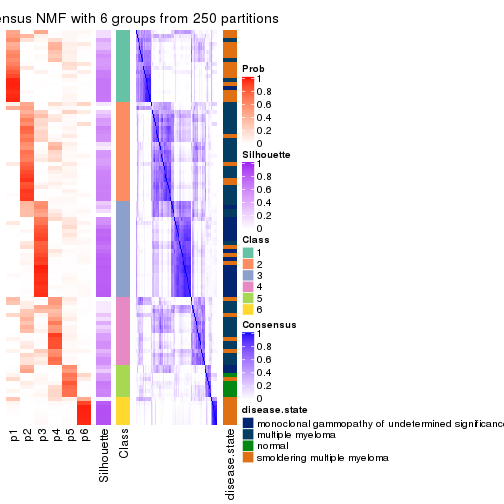 ensus NMF with 6 groups from 250 partitions
Prob
1
0.8
0.6
0.4
0.2
0
Silhouette
1
0.8
0.6
0.4
0.2
0
Class
1
2
3
4
5
6
Consensus
1
0.8
0.6
0.4
0.2
0
disease.state
monoclonal gammopathy of undetermined significance
multiple myeloma
normal
smoldering multiple myeloma
p1
p2
p3
p4
p5
p6
Silhouette
Class
disease.state